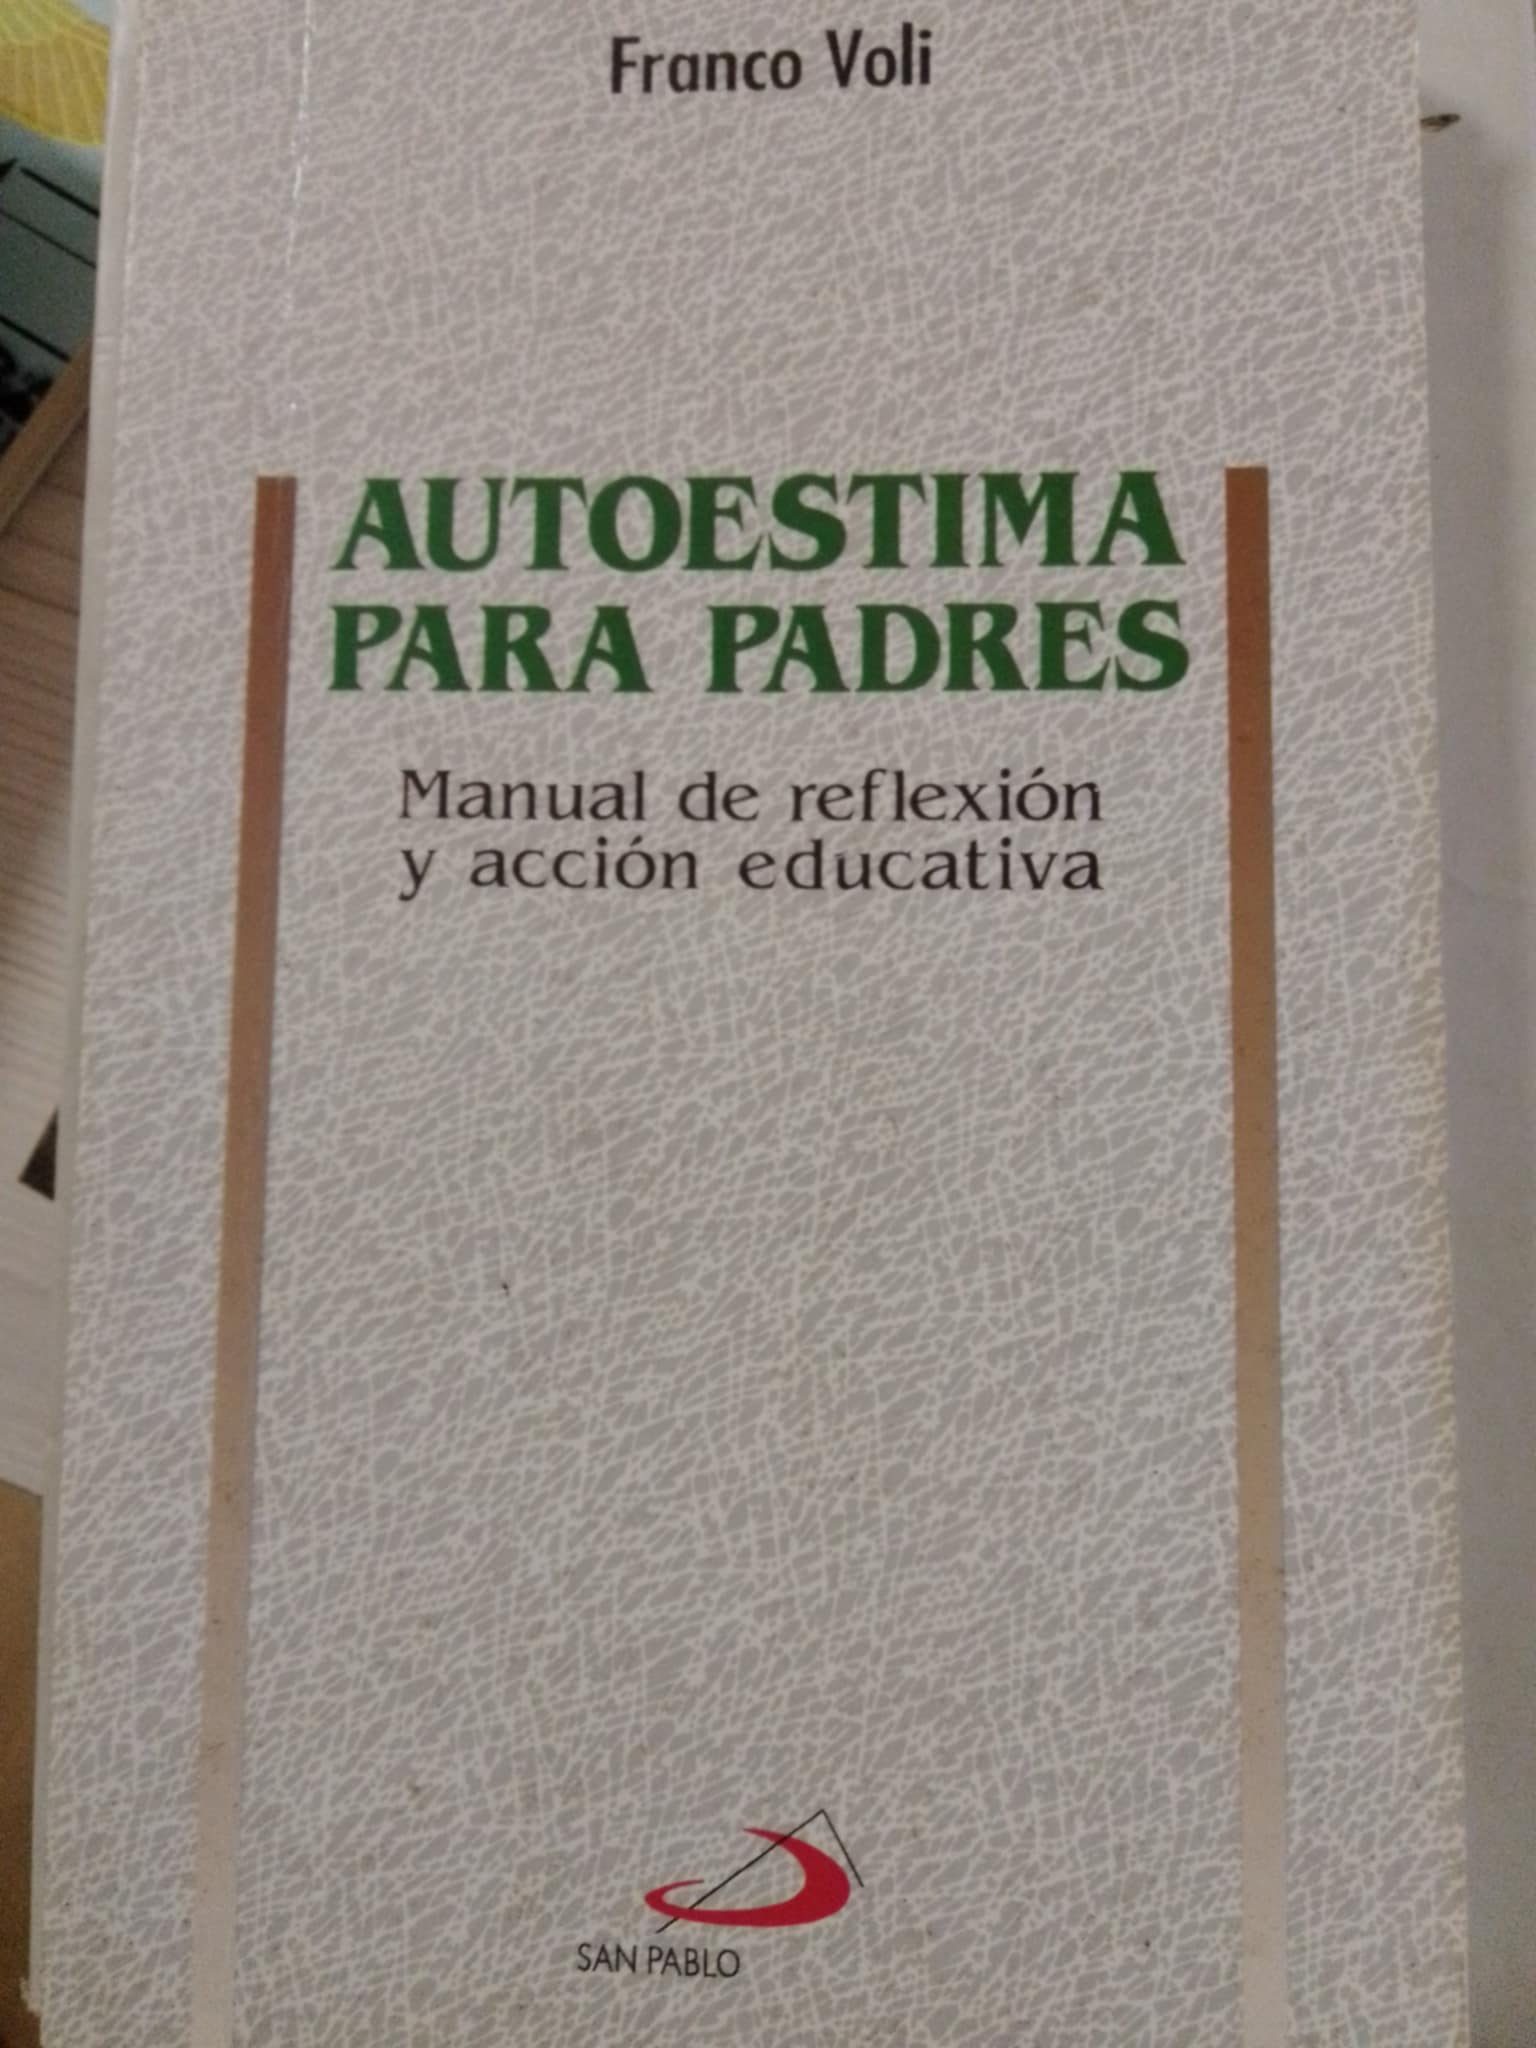 Franco Voli
AUTOESTIMA
PARA PADRES
Manual de reflexión
y acción educativa
SAN PABLO